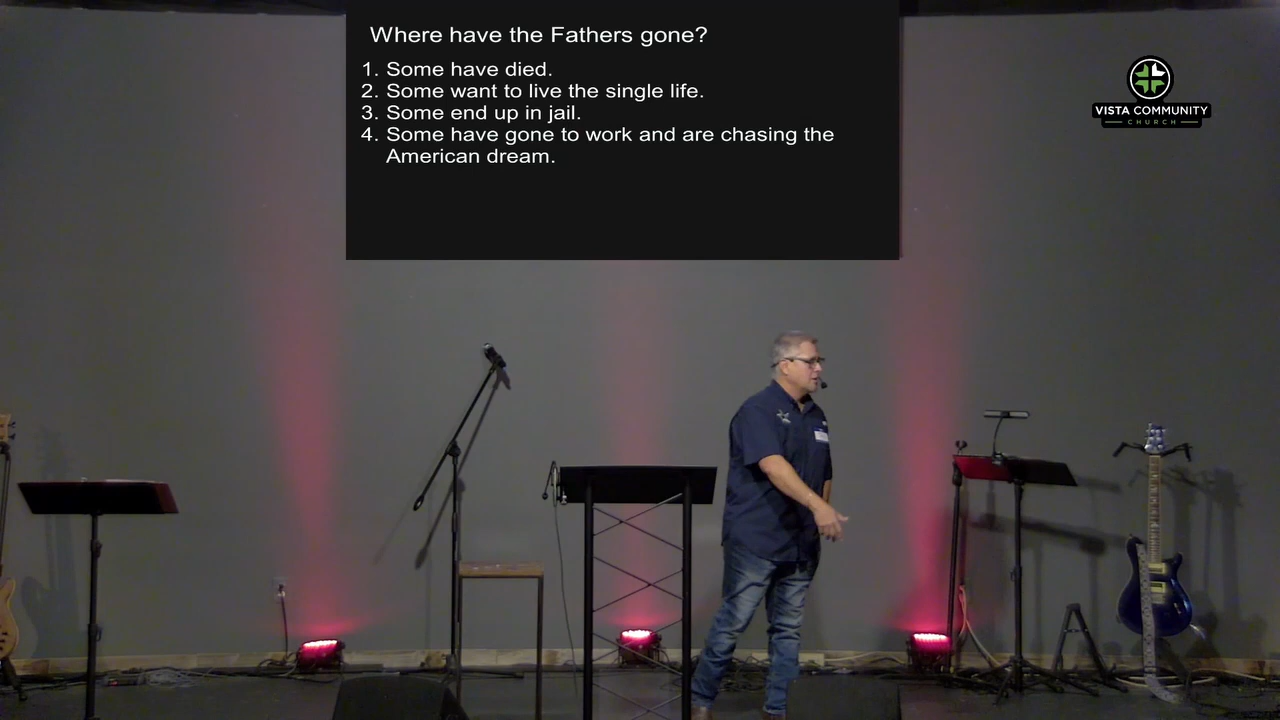 Where have the Fathers gone?
1. Some have died.
2. Some want to live the single life.
3. Some end up in jail.
4. Some have gone to work and are chasing the
American dream.
VISTA COMMUNITY
CHURCH